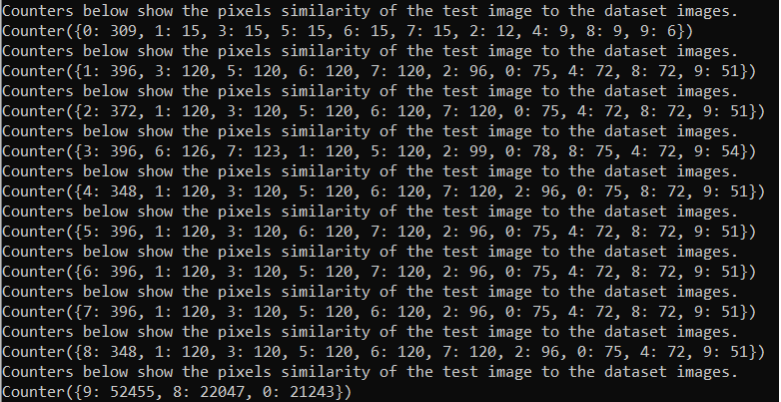 Counters below show the pixels similarity of the test image to the dataset images.
Counter({0: 309, 1: 15, 3: 15, 5: 15, 6: 15, 7: 15, 2: 12, 4: 9, 8: 9, 9: 6})
Counters below show the pixels similarity of the test image to the dataset images.
Counter({1: 396, 3: 120, 5: 120, 6: 120, 7: 120, 2: 96, 0: 75, 4: 72, 8: 72, 9: 51})
Counters below show the pixels similarity of the test image to the dataset images.
Counter({2: 372, 1: 120, 3: 120, 5: 120, 6: 120, 7: 120, 0: 75, 4: 72, 8: 72, 9: 51})
Counters below show the pixels similarity of the test image to the dataset images.
Counter({3: 396, 6: 126, 7: 123, 1: 120, 5: 120, 2: 99, 0: 78, 8: 75, 4: 72, 9: 54})
Counters below show the pixels similarity of the test image to the dataset images.
Counter({4: 348, 1: 120, 3: 120, 5: 120, 6: 120, 7: 120, 2: 96, 0: 75, 8: 72, 9: 51})
Counters below show the pixels similarity of the test image to the dataset images.
Counter({5: 396, 1: 120, 3: 120, 6: 120, 7: 120, 2: 96, 0: 75, 4: 72, 8: 72, 9: 51})
Counters below show the pixels similarity of the test image to the dataset images.
Counter({6: 396, 1: 120, 3: 120, 5: 120, 7: 120, 2: 96, 0: 75, 4: 72, 8: 72, 9: 51})
Counters below show the pixels similarity of the test image to the dataset images.
Counter({7: 396, 1: 120, 3: 120, 5: 120, 6: 120, 2: 96, 0: 75, 4: 72, 8: 72, 9: 51})
Counters below show the pixels similarity of the test image to the dataset images.
Counter({8: 348, 1: 120, 3: 120, 5: 120, 6: 120, 7: 120, 2: 96, 0: 75, 4: 72, 9: 51})
Counters below show the pixels similarity of the test image to the dataset images.
Counter({9: 52455, 8: 22047, 0: 21243})